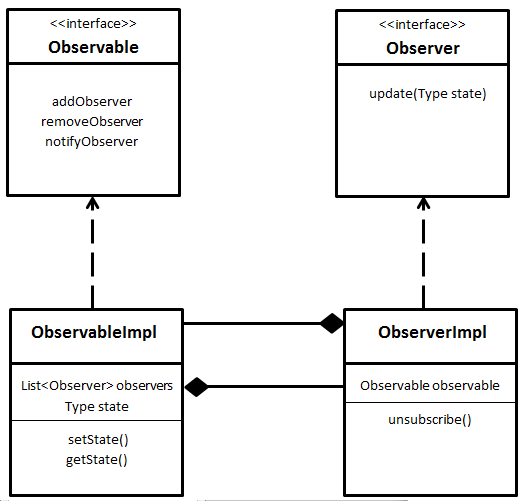 <<interface>>
Observable
addObserver
removeObserver
notifyObserver
<<interface>>
Observer
update(Type state)
ObservableImpl
List<Observer> observers
Type state
setState()
getState()
ObserverImpl
Observable observable
unsubscribe()